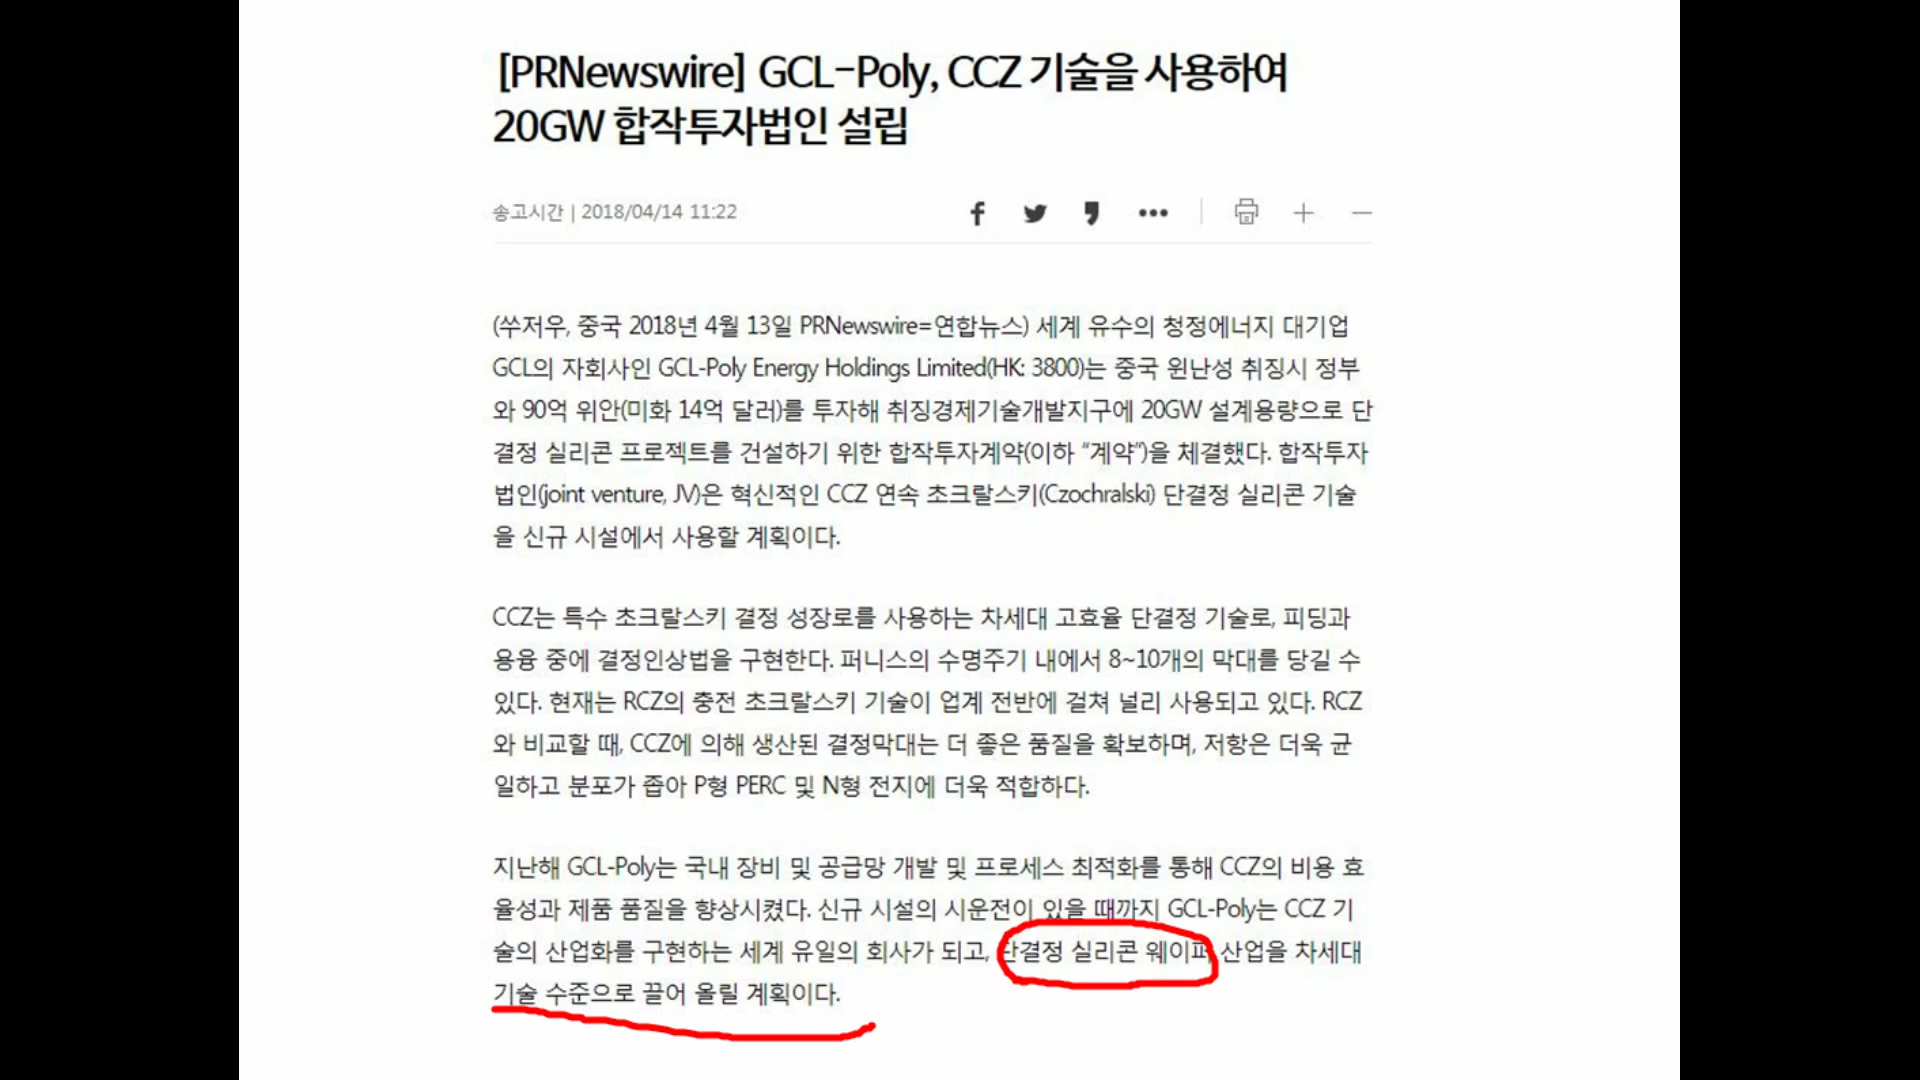 [PRNewswire] GCL-Poly, CCZ 기술을 사용하여
20GW 합작투자법인 설립
송고시간 | 2018/04/14 11:22
(쑤저우, 중국 2018년 4월 13일 PRNewswire=연합뉴스) 세계 유수의 청정에너지 대기업
GCL의 자회사인 GCL-Poly Energy Holdings Limited(HK: 3800)는 중국 윈난성 취징시 정부
와 90억 위안(미화 14억 달러)를 투자해 취징경제기술개발지구에 20GW 설계용량으로 단
결정 실리콘 프로젝트를 건설하기 위한 합작투자계약(이하 “계약”)을 체결했다. 합작투자
법인(joint venture, JV)은 혁신적인 CCZ 연속 초크랄스키(Czochralski) 단결정 실리콘 기술
을 신규 시설에서 사용할 계획이다.
CCZ는 특수 초크랄스키 결정 성장로를 사용하는 차세대 고효율 단결정 기술로, 피딩과
용융 중에 결정인상법을 구현한다. 퍼니스의 수명주기 내에서 8~10개의 막대를 당길 수
있다. 현재는 RCZ의 충전 초크랄스키 기술이 업계 전반에 걸쳐 널리 사용되고 있다. RCZ
와 비교할 때, CCZ에 의해 생산된 결정막대는 더 좋은 품질을 확보하며, 저항은 더욱 균
일하고 분포가 좁아 P형 PERC 및 N형 전지에 더욱 적합하다.
지난해 GCL-Poly는 국내 장비 및 공급망 개발 및 프로세스 최적화를 통해 CCZ의 비용 효
율성과 제품 품질을 향상시켰다. 신규 시설의 시운전이 있을 때까지 GCL-Poly는 CCZ 기
술의 산업화를 구현하는 세계 유일의 회사가 되고, 단결정 실리콘 웨이퍼 산업을 차세대
기술 수준으로 끌어 올릴 계획이다.